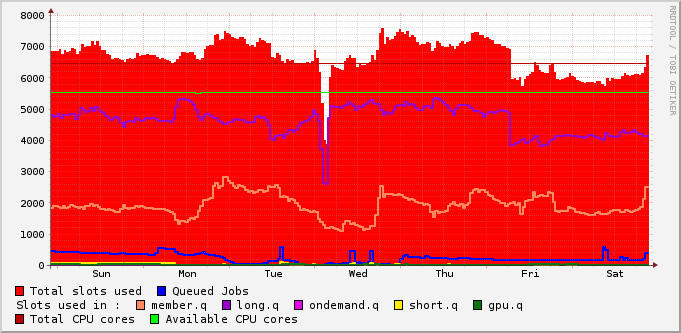 8000
7000
6000
5000
4000
3000
2000
1000
0
Sun Mon Tue Wed Thu Fri Sat
RRDTOOL / TOBI OETIKER
Total slots used Queued Jobs
Slots used in : member.q long.q ondemand.q short.q gpu.q
Total CPU cores Available CPU cores